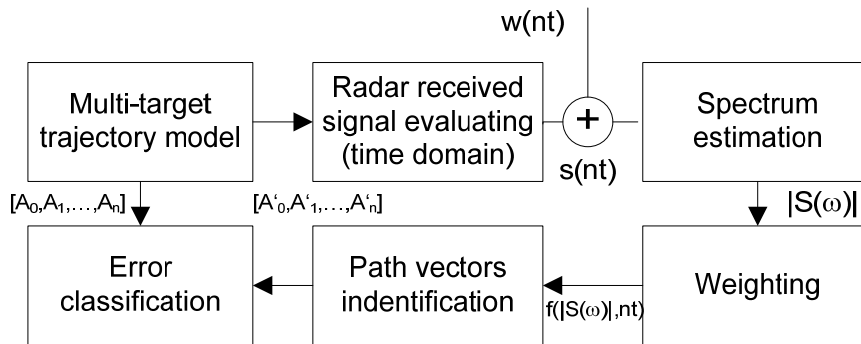 w(nt)
Multi-target
trajectory model
Radar received
signal evaluating
(time domain)
+
s(nt)
Spectrum
estimation
[A0,A1,…,An]
[A‘0,A‘1,…,A‘n]
|S(ω)|
Error
classification
Path vectors
indentification
f(|S(ω)|,nt)
Weighting